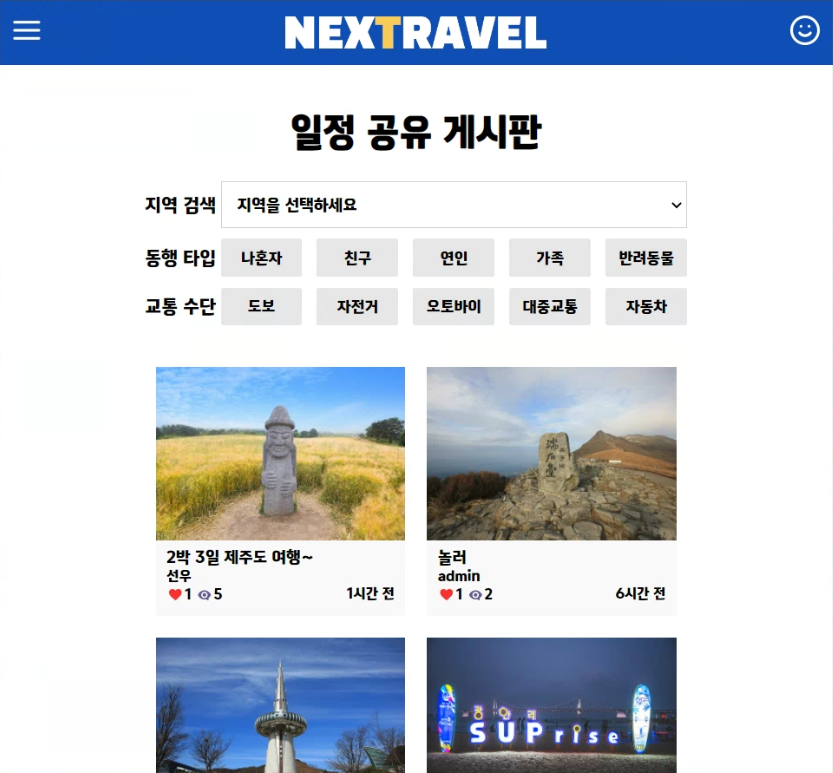 NEXTRAVEL
일정 공유 게시판
지역 검색 지역을 선택하세요
동행 타입 나혼자 친구 연인 가족 반려동물
교통 수단 도보 자전거 오토바이 대중교통 자동차
2박 3일 제주도 여행~
선우
1 5 1시간 전
놀러
admin
1 2 6시간 전
광안리
SUPrise